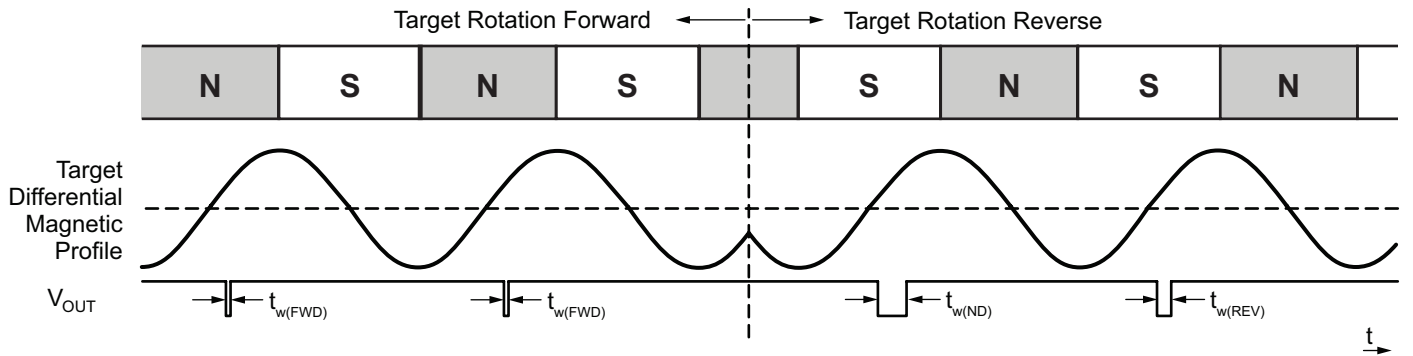 Target Rotation Forward
Target Rotation Reverse
N
S
N
S
S
N
S
N
Target
Differential
Magnetic
Profile
VOUT
tw(FWD)
tw(FWD)
tw(ND)
tw(REV)
t